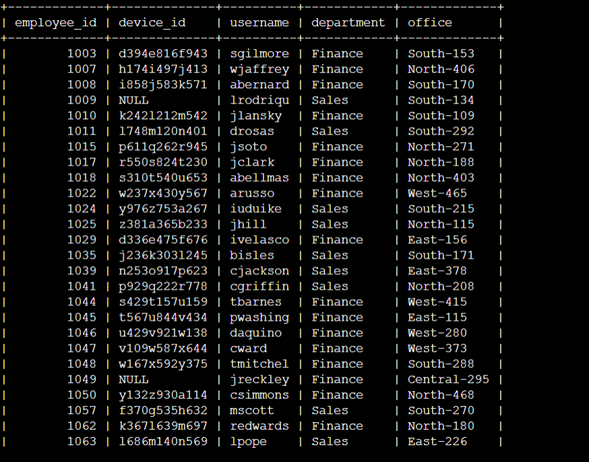 +-------------+--------------+----------+------------+-------------+
| employee_id | device_id    | username | department | office      |
+-------------+--------------+----------+------------+-------------+
|        1003 | d394e816f943 | sgilmore | Finance    | South-153   |
|        1007 | h174i497j413 | wjaffrey | Finance    | North-406   |
|        1008 | i858j583k571 | abernard | Finance    | South-170   |
|        1009 | NULL         | lrodriqu | Sales      | South-134   |
|        1010 | k242l212m542 | jlansky  | Finance    | South-109   |
|        1011 | l748m120n401 | drosas   | Sales      | South-292   |
|        1015 | p611q262r945 | jsoto    | Finance    | North-271   |
|        1017 | r550s824t230 | jclark   | Finance    | North-188   |
|        1018 | s310t540u653 | abellmas | Finance    | North-403   |
|        1022 | w237x430y567 | arusso   | Finance    | West-465    |
|        1024 | y976z753a267 | iuduike  | Sales      | South-215   |
|        1025 | z381a365b233 | jhill    | Sales      | North-115   |
|        1029 | d336e475f676 | ivelasco | Finance    | East-156    |
|        1035 | j236k303l245 | bisles   | Sales      | South-171   |
|        1039 | n253o917p623 | cjackson | Sales      | East-378    |
|        1041 | p929q222r778 | cgriffin | Sales      | North-208   |
|        1044 | s429t157u159 | tbarnes  | Finance    | West-415    |
|        1045 | t567u844v434 | pwashing | Finance    | East-115    |
|        1046 | u429v921w138 | daquino  | Finance    | West-280    |
|        1047 | v109w587x644 | cward    | Finance    | West-373    |
|        1048 | w167x592y375 | tmitchel | Finance    | South-288   |
|        1049 | NULL         | jreckley | Finance    | Central-295 |
|        1050 | y132z930a114 | csimmons | Finance    | North-468   |
|        1057 | f370g535h632 | mscott   | Sales      | South-270   |
|        1062 | k367l639m697 | redwards | Finance    | North-180   |
|        1063 | l686m140n569 | lpope    | Sales      | East-226    |